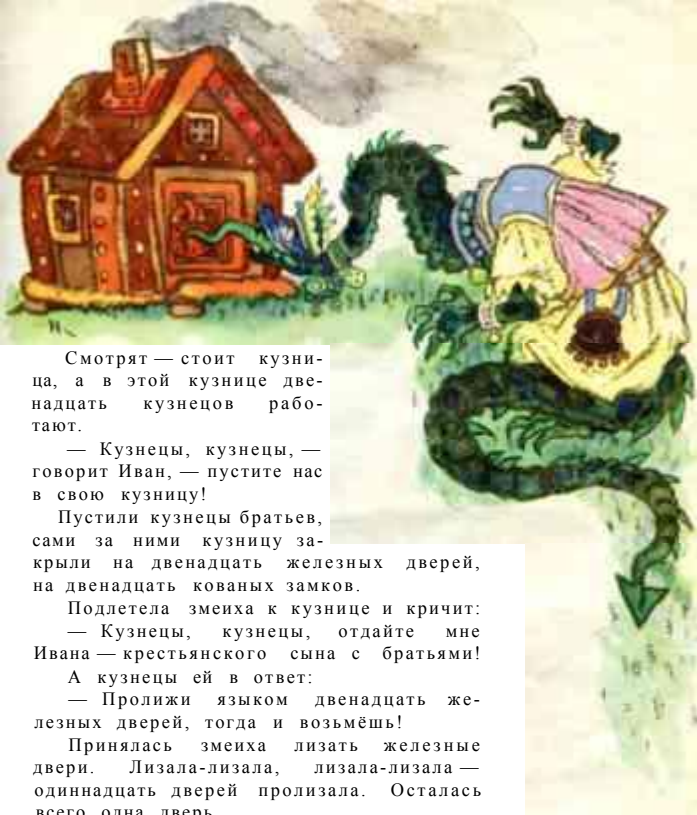 Смотрят — стоит кузни-
ца, а в этой кузнице две-
надцать кузнецов рабо-
тают.
— Кузнецы, кузнецы, —
говорит Иван, — пустите нас
в свою кузницу!
Пустили кузнецы братьев,
сами за ними кузницу за-
крыли на двенадцать железных дверей,
на двенадцать кованых замков.
Подлетела змеиха к кузнице и кричит:
— Кузнецы, кузнецы, отдайте мне
Ивана — крестьянского сына с братьями!
А кузнецы ей в ответ:
— Пролижи языком двенадцать же-
лезных дверей, тогда и возьмёшь!
Принялась змеиха лизать железные
двери. Лизала-лизала, лизала-лизала —
одиннадцать дверей пролизала. Осталась
всего одна дверь